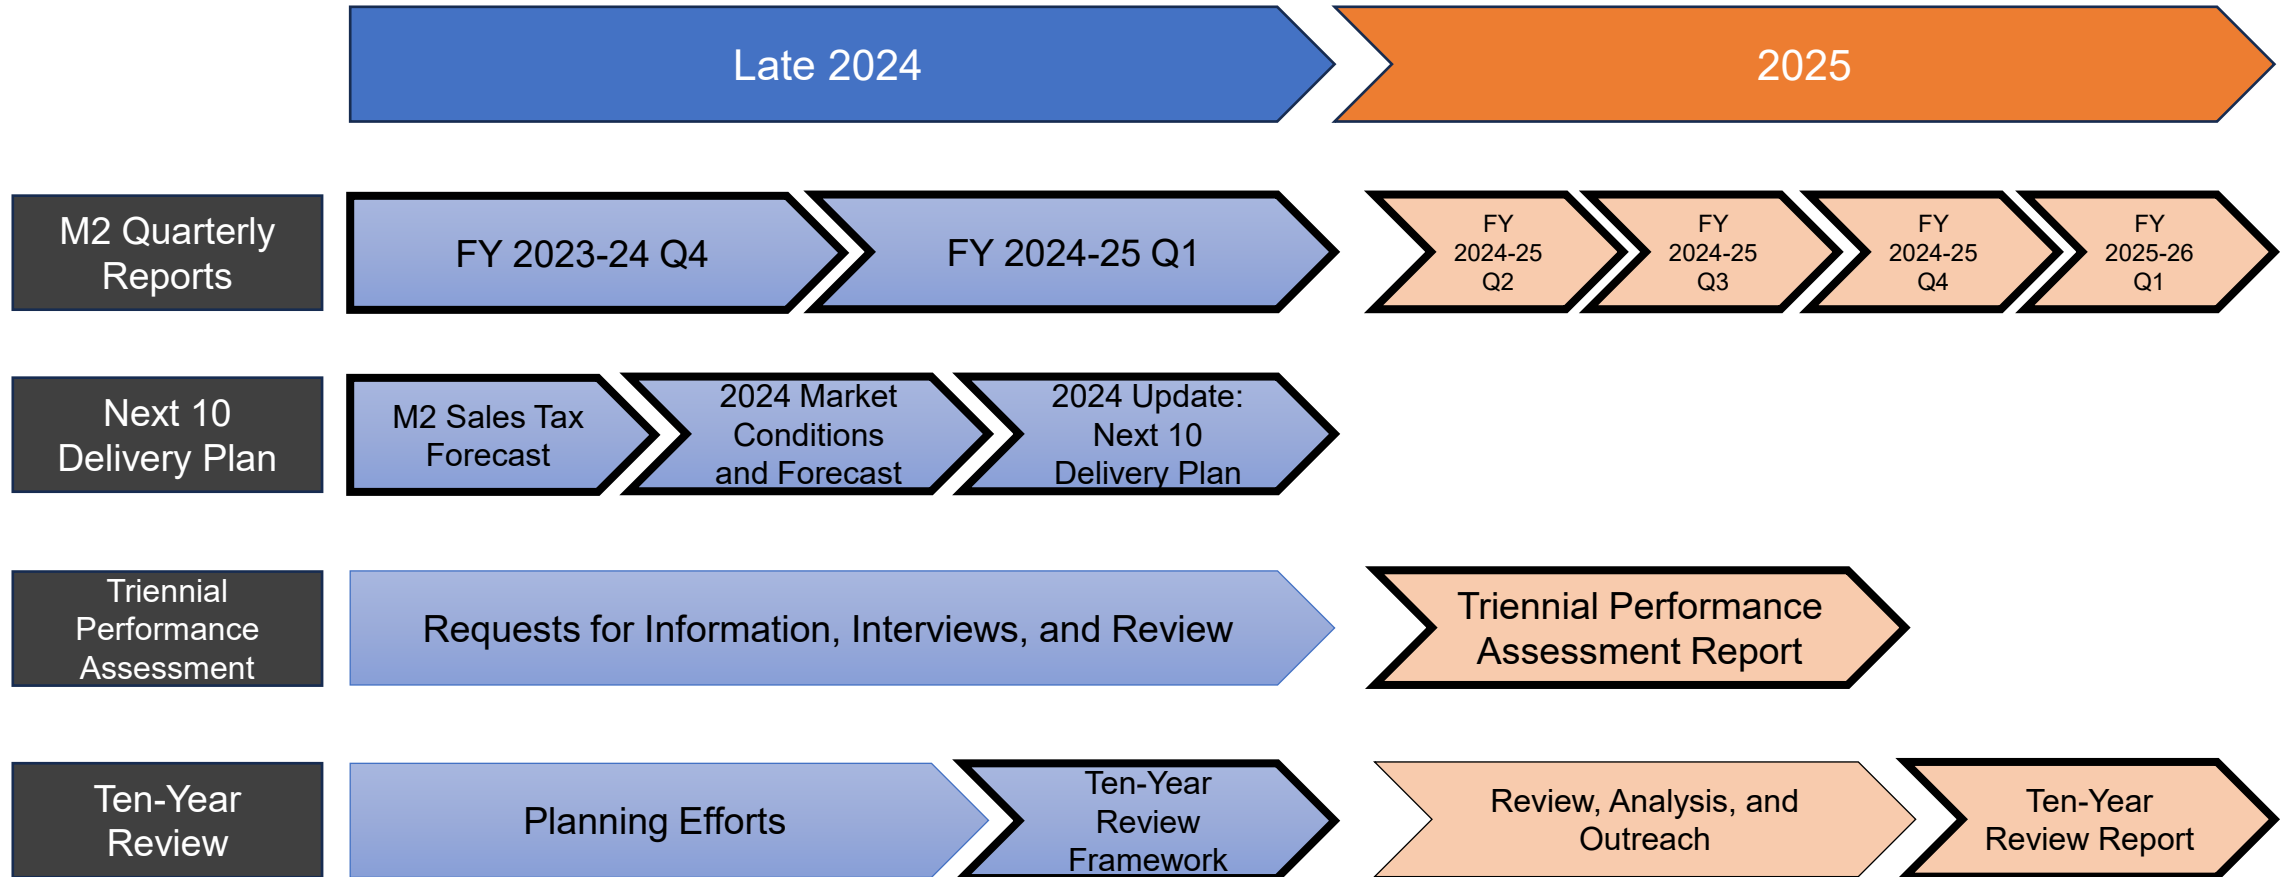 Late 2024
2025
M2 Quarterly
Reports
FY 2023-24 Q4
FY 2024-25 Q1
FY
2024-25
Q2
FY
2024-25
Q3
FY
2024-25
Q4
FY
2025-26
Q1
Next 10
Delivery Plan
M2 Sales Tax
Forecast
2024 Market
Conditions
and Forecast
2024 Update:
Next 10
Delivery Plan
Triennial
Performance
Assessment
Requests for Information, Interviews, and Review
Triennial Performance
Assessment Report
Ten-Year
Review
Planning Efforts
Ten-Year
Review
Framework
Review, Analysis, and
Outreach
Ten-Year
Review Report